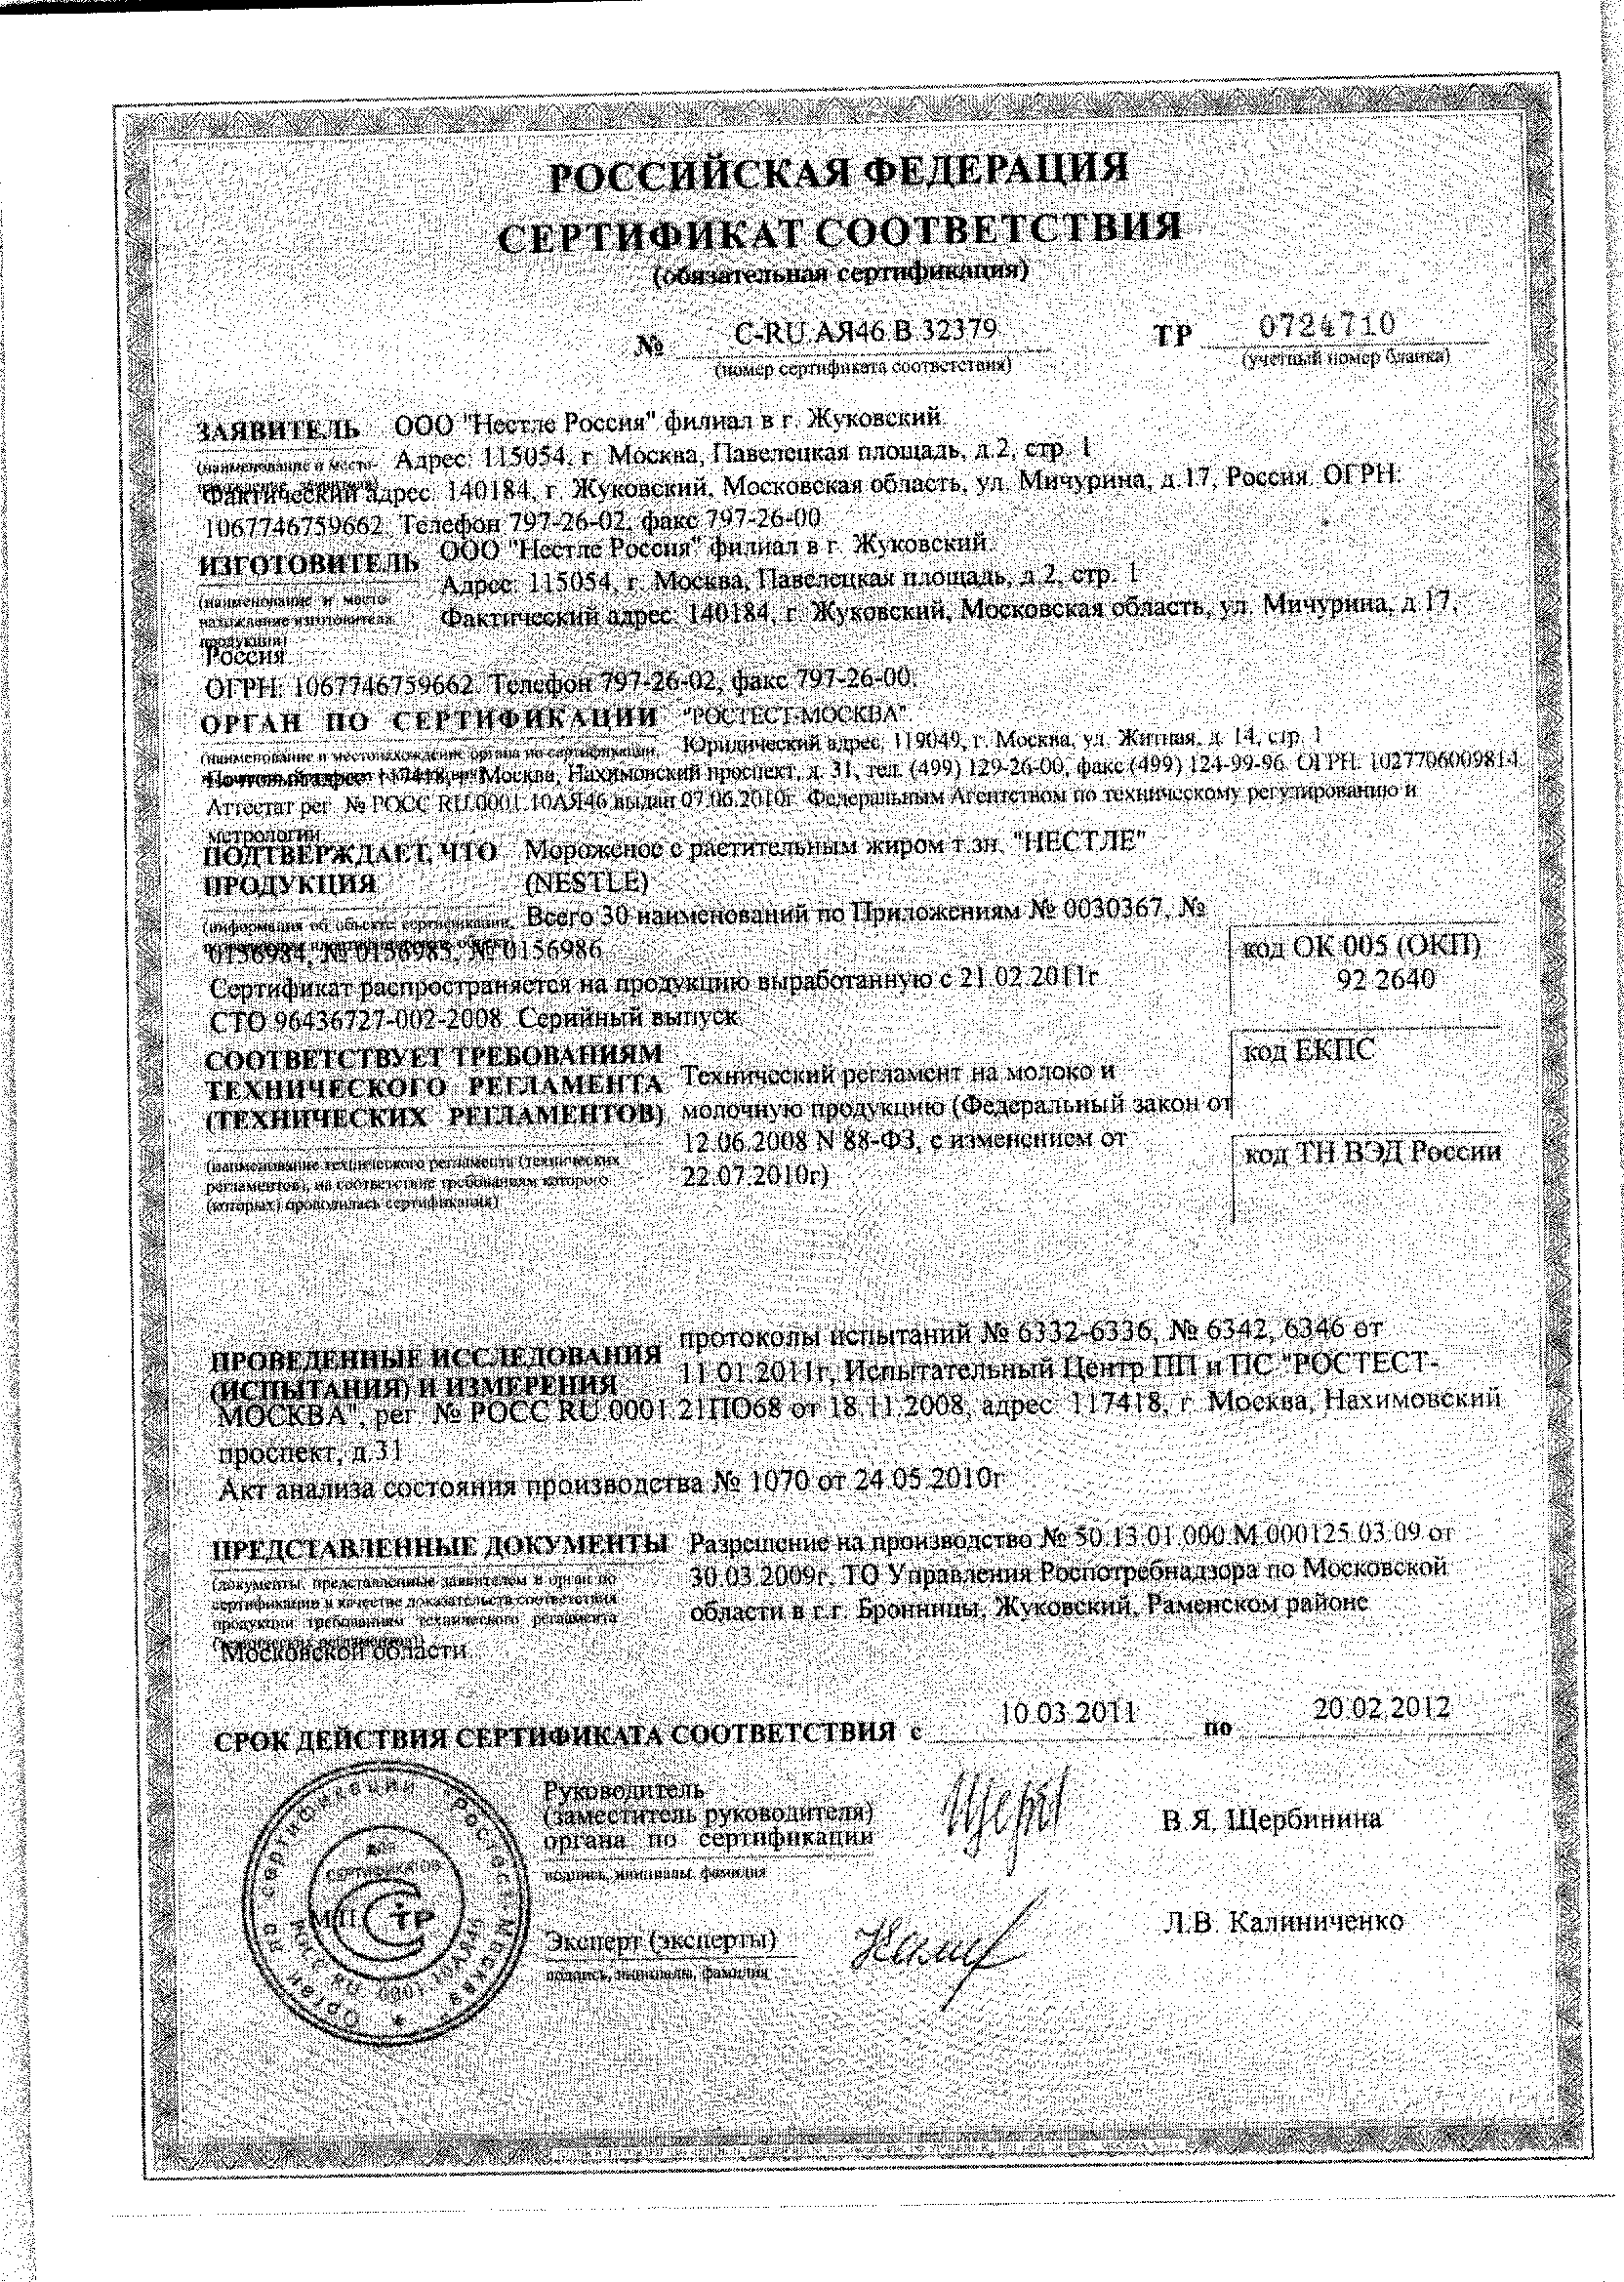 РОССИЙСКАЯ ФЕДЕРАЦИЯ
СЕРТИФИКАТ СООТВЕТСТВИЯ
(обязательная сертификация)
№ C-RU.АЯ46.В.32379 ТР 0724710
(номер сертификата соответствия) (учетный номер бланка)
ЗАЯВИТЕЛЬ ООО "Нестле Россия" филиал в г. Жуковский.
(наименование и место- Адрес: 115054, г. Москва, Павелецкая площадь, д.2, стр. 1
нахождение заявителя)
Фактический адрес: 140184, г. Жуковский, Московская область, ул. Мичурина, д.17, Россия. ОГРН:
1067746759662. Телефон 797-26-02, факс 797-26-00
ИЗГОТОВИТЕЛЬ ООО "Нестле Россия" филиал в г. Жуковский.
(наименование и место- Адрес: 115054, г. Москва, Павелецкая площадь, д.2, стр. 1
нахождение изготовителя Фактический адрес: 140184, г. Жуковский, Московская область, ул. Мичурина, д.17,
продукции)
Россия.
ОГРН: 1067746759662. Телефон 797-26-02, факс 797-26-00.
ОРГАН ПО СЕРТИФИКАЦИИ "РОСТЕСТ-МОСКВА".
(наименование и местонахождение органа по сертификации, Юридический адрес: 119049, г. Москва, ул. Житная, д. 14, стр. 1
Почтовый адрес: 117418, г. Москва, Нахимовский проспект, д. 31, тел. (499) 129-26-00, факс (499) 124-99-96. ОГРН: 1027706009814.
Аттестат рег. № РОСС RU.0001.10АЯ46 выдан 07.06.2010г. Федеральным Агентством по техническому регулированию и
метрологии
ПОДТВЕРЖДАЕТ, ЧТО Мороженое с растительным жиром т.зн. "НЕСТЛЕ"
ПРОДУКЦИЯ (NESTLE)
(информация об объекте сертификации, Всего 30 наименований по Приложениям № 0030367, №
0156984, № 0156985, № 0156986
Сертификат распространяется на продукцию выработанную с 21.02.2011г
СТО 96436727-002-2008. Серийный выпуск.
код ОК 005 (ОКП)
92 2640
код ЕКПС
код ТН ВЭД России
СООТВЕТСТВУЕТ ТРЕБОВАНИЯМ
ТЕХНИЧЕСКОГО РЕГЛАМЕНТА Технический регламент на молоко и
(ТЕХНИЧЕСКИХ РЕГЛАМЕНТОВ) молочную продукцию (Федеральный закон от
12.06.2008 N 88-ФЗ, с изменением от
22.07.2010г)
(наименование технического регламента (технических
регламентов), на соответствие требованиям которого
(которых) проводилась сертификация)
ПРОВЕДЕННЫЕ ИССЛЕДОВАНИЯ протоколы испытаний № 6332-6336, № 6342, 6346 от
(ИСПЫТАНИЯ) И ИЗМЕРЕНИЯ 11.01.2011г, Испытательный Центр ПП и ПС "РОСТЕСТ-
МОСКВА", рег. № РОСС RU.0001.21ПО68 от 18.11.2008, адрес: 117418, г. Москва, Нахимовский
проспект, д.31
Акт анализа состояния производства № 1070 от 24.05.2010г
ПРЕДСТАВЛЕННЫЕ ДОКУМЕНТЫ Разрешение на производство № 50.13.01.000.М.000125.03.09 от
(документы, представленные заявителем в орган по 30.03.2009г. ТО Управления Роспотребнадзора по Московской
сертификации в качестве доказательств соответствия области в г.г. Бронницы, Жуковский, Раменском районе
продукции требованиям технического регламента
(технических регламентов))
Московской области
СРОК ДЕЙСТВИЯ СЕРТИФИКАТА СООТВЕТСТВИЯ с 10.03.2011 по 20.02.2012
Руководитель
(заместитель руководителя) В.Я. Щербинина
органа по сертификации
подпись, инициалы, фамилия
Эксперт (эксперты) Л.В. Калиниченко
подпись, инициалы, фамилия
М.П.
Орган по сертификации "Ростест-Москва"
для
сертификатов